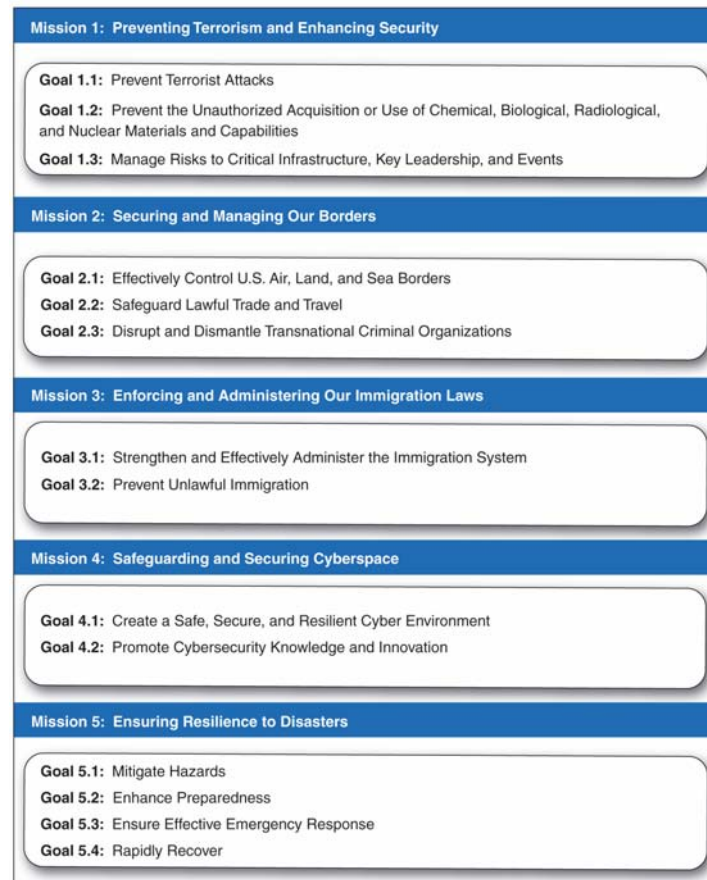 Mission 1: Preventing Terrorism and Enhancing Security
Goal 1.1: Prevent Terrorist Attacks
Goal 1.2: Prevent the Unauthorized Acquisition or Use of Chemical, Biological, Radiological,
and Nuclear Materials and Capabilities
Goal 1.3: Manage Risks to Critical Infrastructure, Key Leadership, and Events
Mission 2: Securing and Managing Our Borders
Goal 2.1: Effectively Control U.S. Air, Land, and Sea Borders
Goal 2.2: Safeguard Lawful Trade and Travel
Goal 2.3: Disrupt and Dismantle Transnational Criminal Organizations
Mission 3: Enforcing and Administering Our Immigration Laws
Goal 3.1: Strengthen and Effectively Administer the Immigration System
Goal 3.2: Prevent Unlawful Immigration
Mission 4: Safeguarding and Securing Cyberspace
Goal 4.1: Create a Safe, Secure, and Resilient Cyber Environment
Goal 4.2: Promote Cybersecurity Knowledge and Innovation
Mission 5: Ensuring Resilience to Disasters
Goal 5.1: Mitigate Hazards
Goal 5.2: Enhance Preparedness
Goal 5.3: Ensure Effective Emergency Response
Goal 5.4: Rapidly Recover